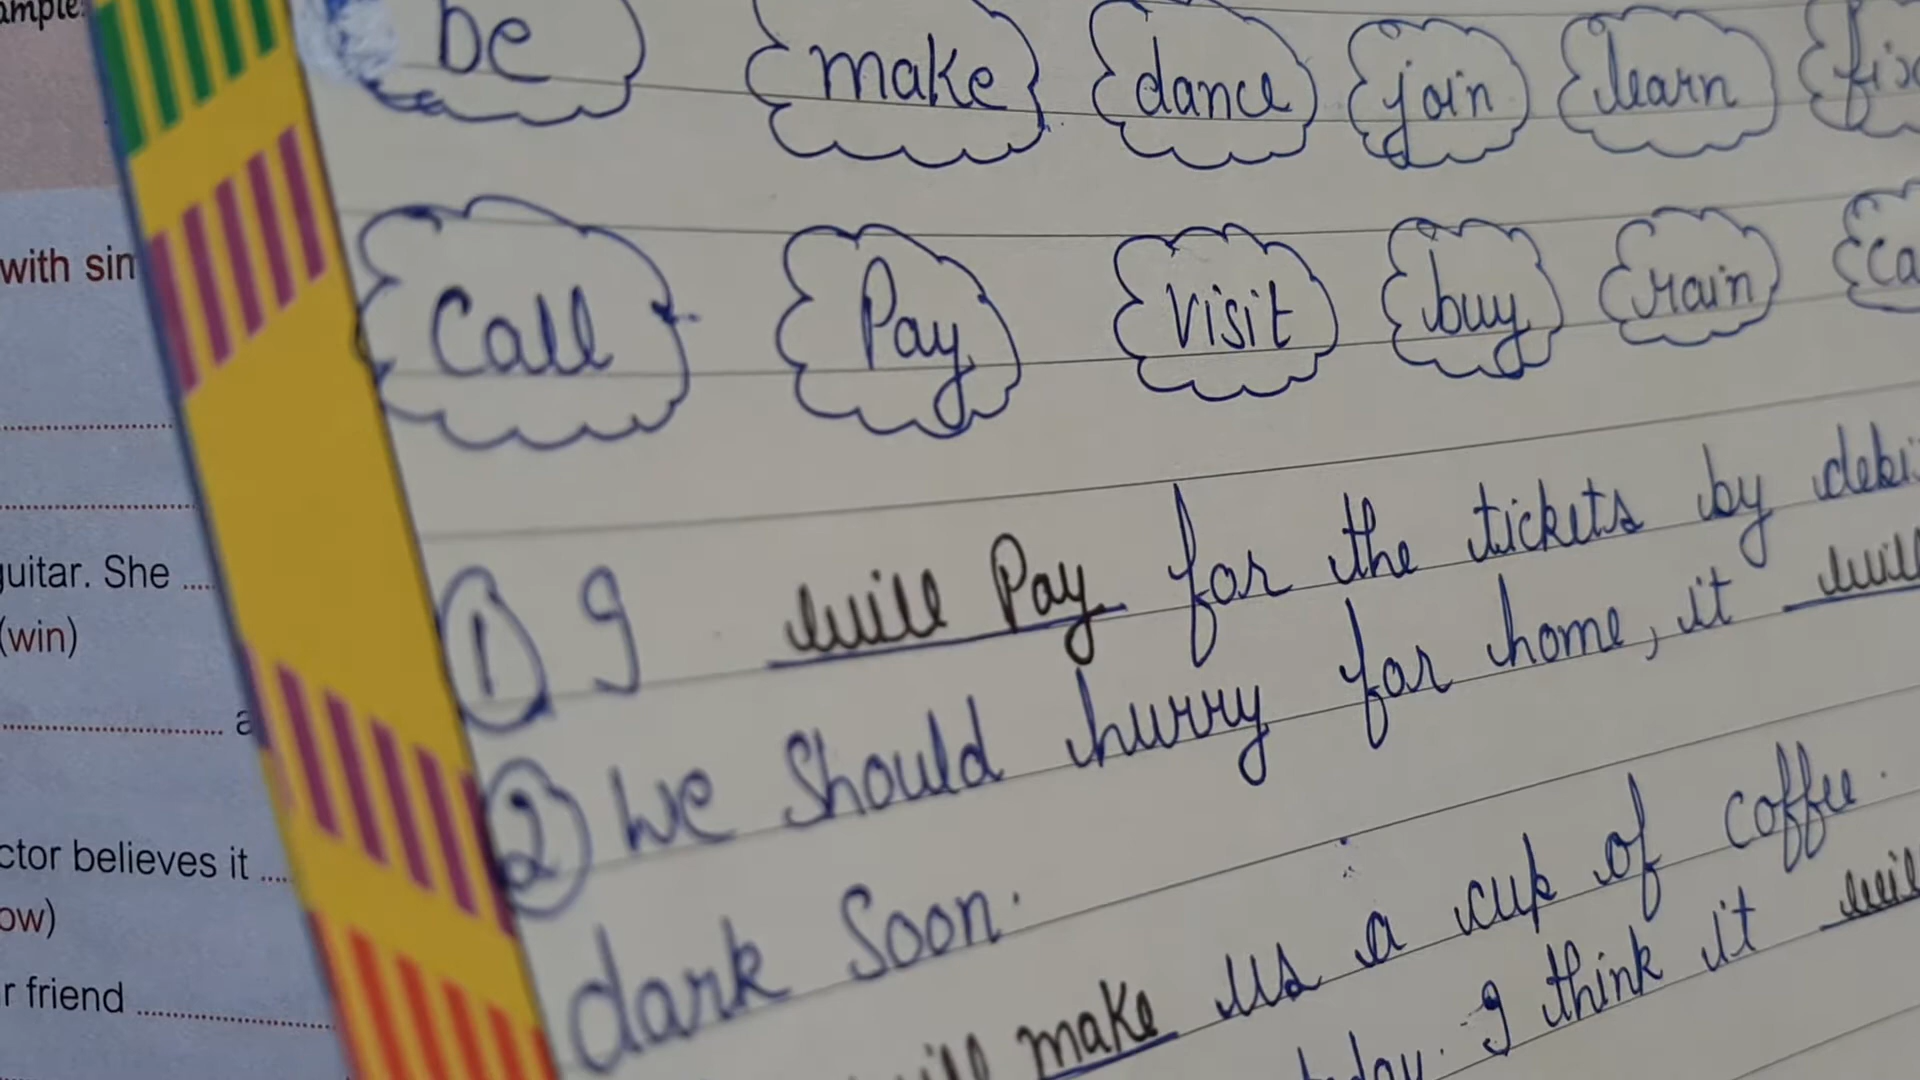 ample:
be make dance join learn
with sin
Call Pay Visit buy rain
guitar. She ....
(win)
① I will Pay for the tickets by
② We Should hurry for home, it will
dark Soon.
a
ctor believes it ....
ow)
r friend
make us a cup of coffee.
I think it